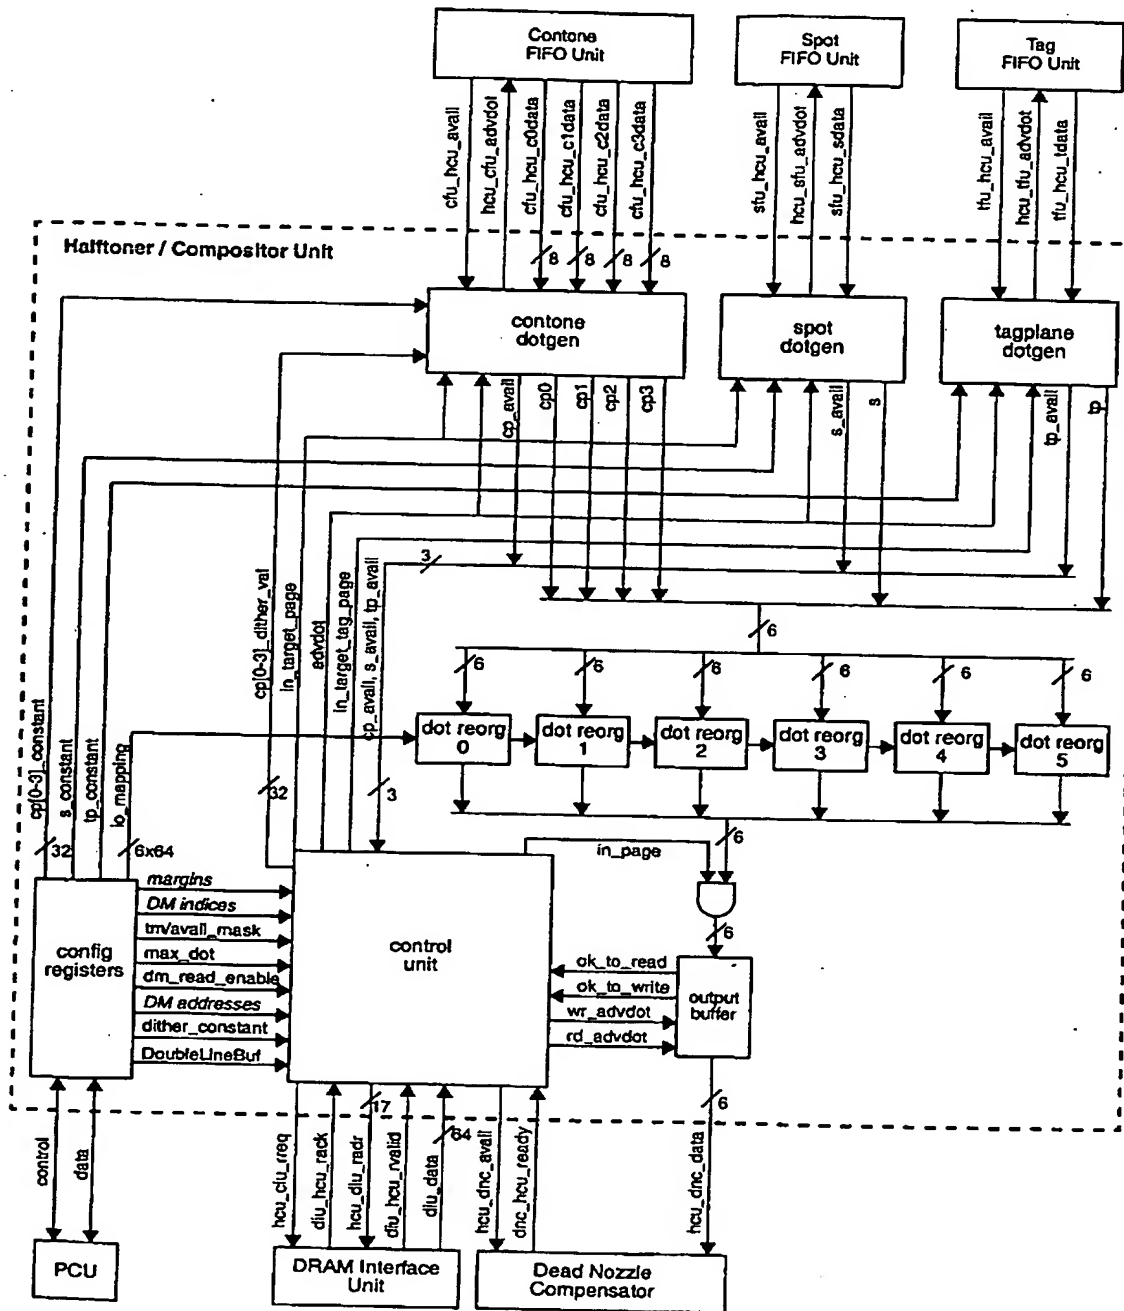 Contone
FIFO Unit
Spot
FIFO Unit
Tag
FIFO Unit
cfu_hcu_avail
hcu_cfu_advdot
cfu_hcu_c0data
cfu_hcu_c1data
cfu_hcu_c2data
cfu_hcu_c3data
sfu_hcu_avail
hcu_sfu_advdot
sfu_hcu_sdata
tfu_hcu_avail
hcu_tfu_advdot
tfu_hcu_tdata
Halftoner / Compositor Unit
8
8
8
8
contone
dotgen
spot
dotgen
tagplane
dotgen
cp_avail
cp0
cp1
cp2
cp3
s_avail
s
tp_avail
tp
3
6
cp[0-3]_dither_val
in_target_page
advdot
in_target_tag_page
cp_avail, s_avail, tp_avail
6
6
6
6
6
6
dot reorg
0
dot reorg
1
dot reorg
2
dot reorg
3
dot reorg
4
dot reorg
5
cp[0-3]_constant
s_constant
tp_constant
io_mapping
32
3
32
6x64
in_page
6
6
config
registers
margins
DM indices
tm/avail_mask
max_dot
dm_read_enable
DM addresses
dither_constant
DoubleLineBuf
control
unit
ok_to_read
ok_to_write
wr_advdot
rd_advdot
output
buffer
17
64
6
control
data
hcu_diu_rreq
diu_hcu_rack
hcu_diu_radr
diu_hcu_rvalid
diu_data
hcu_dnc_avail
dnc_hcu_ready
hcu_dnc_data
PCU
DRAM Interface
Unit
Dead Nozzle
Compensator